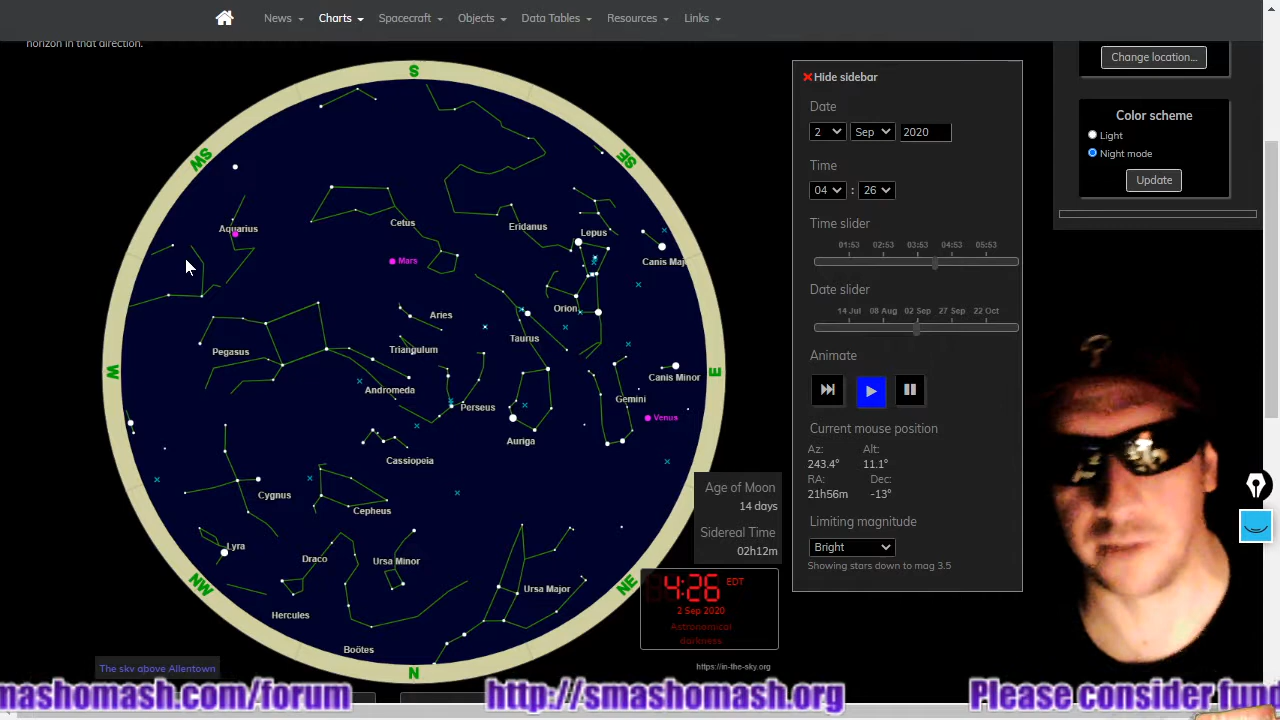 News Charts Spacecraft Objects Data Tables Resources Links
horizon in that direction.
S
SE
E
NE
N
NW
W
SW
Aquarius
Cetus
Eridanus
Lepus
Canis Maj
Mars
Orion
Aries
Taurus
Triangulum
Pegasus
Andromeda
Perseus
Canis Minor
Gemini
Venus
Auriga
Cassiopeia
Cygnus
Cepheus
Lyra
Draco
Ursa Minor
Ursa Major
Hercules
Boötes
The sky above Allentown
Age of Moon
14 days
Sidereal Time
02h12m
4:26 EDT
2 Sep 2020
Astronomical
darkness
https://in-the-sky.org
Hide sidebar
Date
2 Sep 2020
Time
04 : 26
Time slider
01:53 02:53 03:53 04:53 05:53
Date slider
14 Jul 08 Aug 02 Sep 27 Sep 22 Oct
Animate
Current mouse position
Az: Alt:
243.4° 11.1°
RA: Dec:
21h56m -13°
Limiting magnitude
Bright
Showing stars down to mag 3.5
Change location...
Color scheme
Light
Night mode
Update
mashomash.com/forum http://smashomash.org Please consider fund